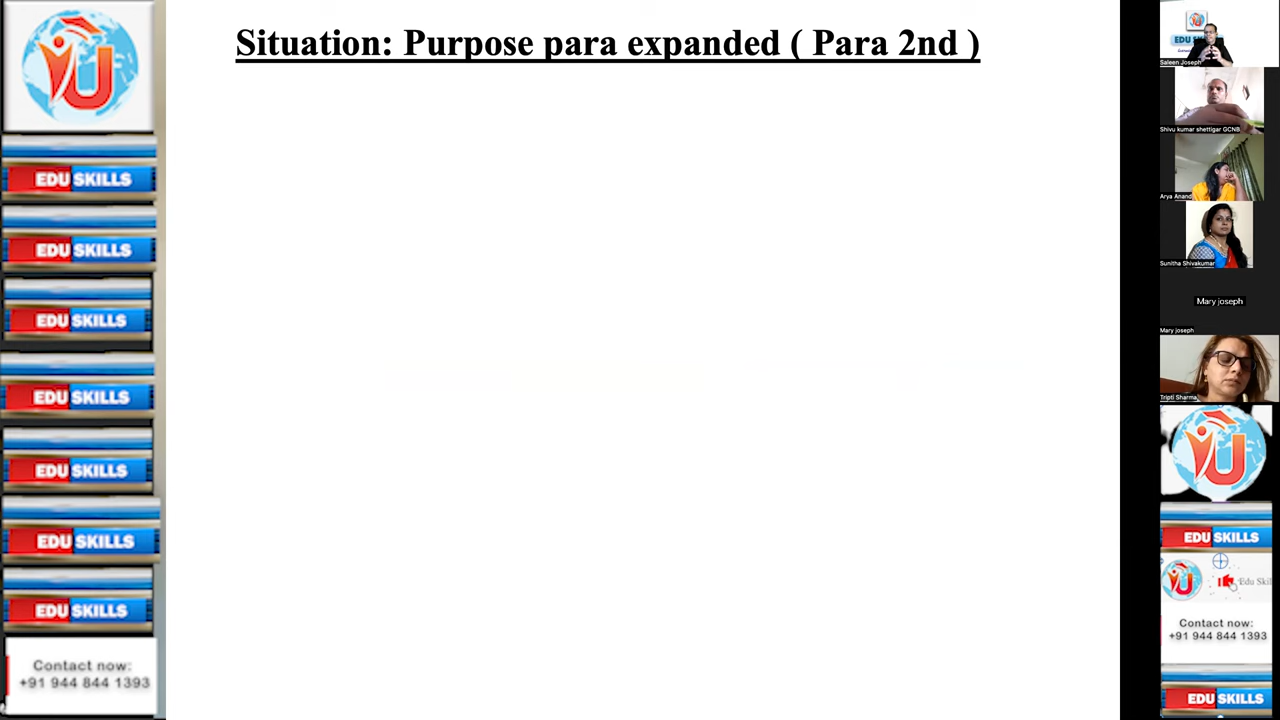 Situation: Purpose para expanded ( Para 2nd )
EDU SKILLS
EDU SKILLS
EDU SKILLS
EDU SKILLS
EDU SKILLS
EDU SKILLS
EDU SKILLS
Contact now:
+91 944 844 1393
Saleen Joseph
Shivu kumar shettigar GCNB
Arya Anand
Sunitha Shivakumar
Mary joseph
Mary joseph
Tripti Sharma
EDU SKILLS
Contact now:
+91 944 844 1393
EDU SKILLS